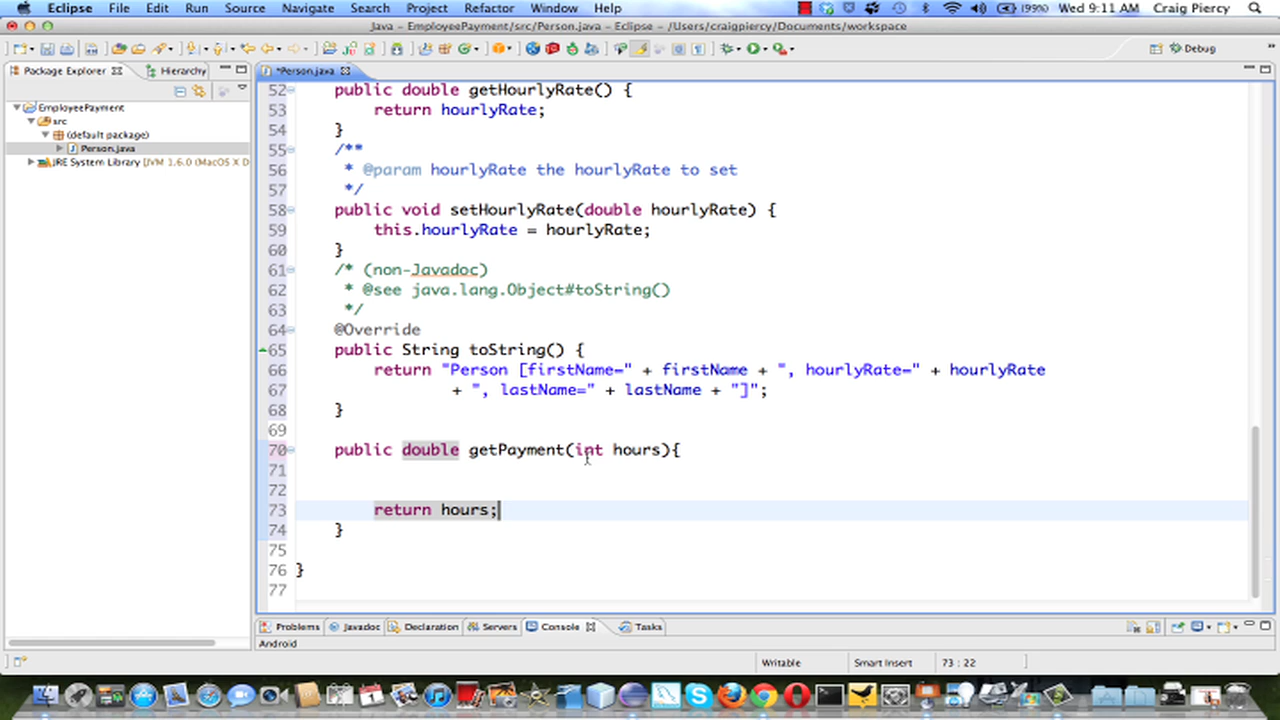 Eclipse File Edit Run Source Navigate Search Project Refactor Window Help (99%) Wed 9:11 AM Craig Piercy
Java – EmployeePayment/src/Person.java – Eclipse – /Users/craigpiercy/Documents/workspace
Debug
Package Explorer Hierarchy
*Person.java
EmployeePayment
src
(default package)
Person.java
JRE System Library [JVM 1.6.0 (MacOS X D
52 public double getHourlyRate() {
53 return hourlyRate;
54 }
55 /**
56 * @param hourlyRate the hourlyRate to set
57 */
58 public void setHourlyRate(double hourlyRate) {
59 this.hourlyRate = hourlyRate;
60 }
61 /* (non-Javadoc)
62 * @see java.lang.Object#toString()
63 */
64 @Override
65 public String toString() {
66 return "Person [firstName=" + firstName + ", hourlyRate=" + hourlyRate
67 + ", lastName=" + lastName + "]";
68 }
69
70 public double getPayment(int hours){
71
72
73 return hours;
74 }
75
76 }
77
Problems Javadoc Declaration Servers Console Tasks
Android
Writable Smart Insert 73 : 22